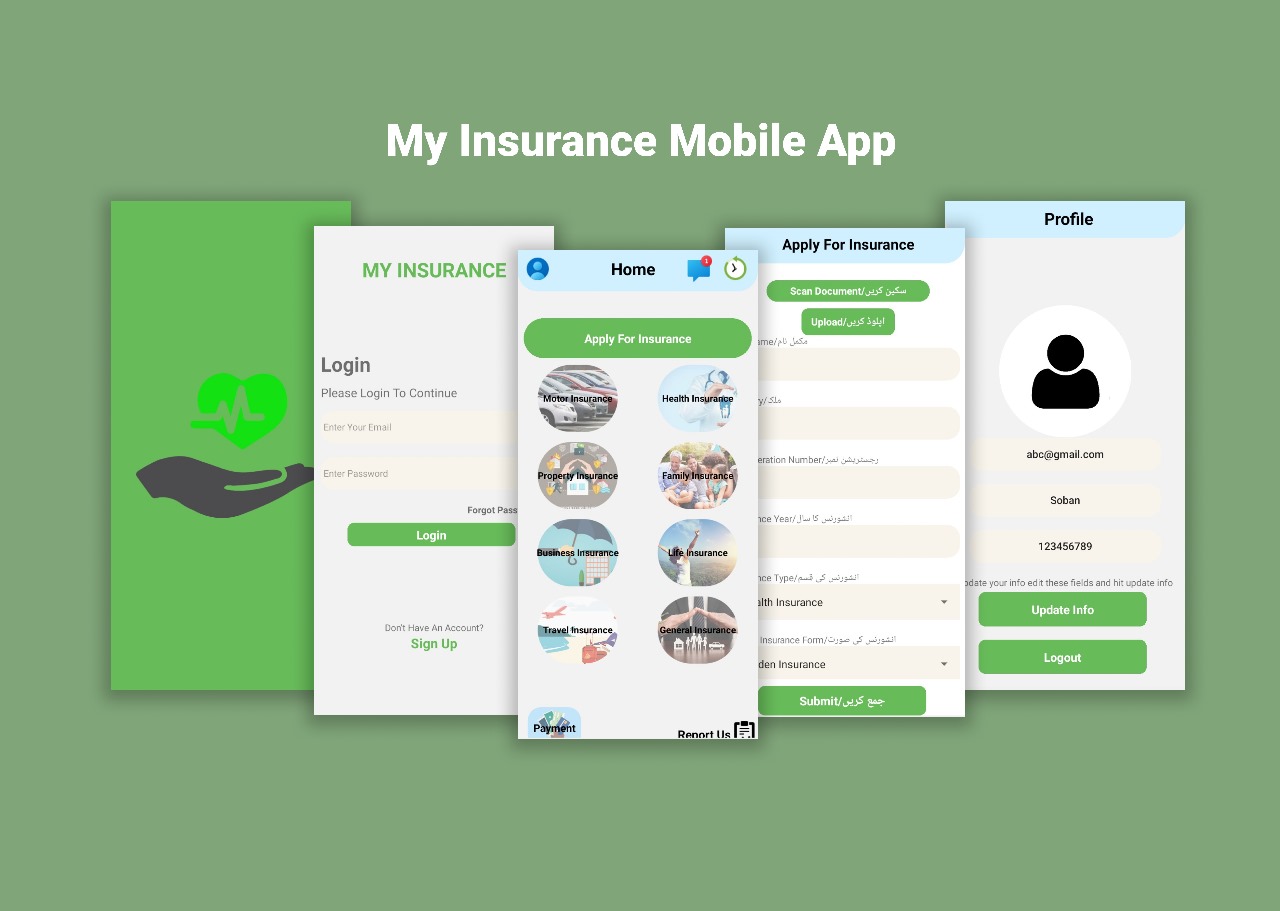 My Insurance Mobile App
MY INSURANCE
Login
Please Login To Continue
Enter Your Email
Enter Password
Forgot Pass
Login
Don't Have An Account?
Sign Up
Home
1
Apply For Insurance
Motor Insurance
Health Insurance
Property Insurance
Family Insurance
Business Insurance
Life Insurance
Travel Insurance
General Insurance
Payment
Report Us
Apply For Insurance
Scan Document/سکین کریں
Upload/اپلوڈ کریں
ame/مکمل نام
ry/ملک
eration Number/رجسٹریشن نمبر
nce Year/انشورنس کا سال
nce Type/انشورنس کی قسم
alth Insurance
Insurance Form/انشورنس کی صورت
den Insurance
Submit/جمع کریں
Profile
abc@gmail.com
Soban
123456789
pdate your info edit these fields and hit update info
Update Info
Logout